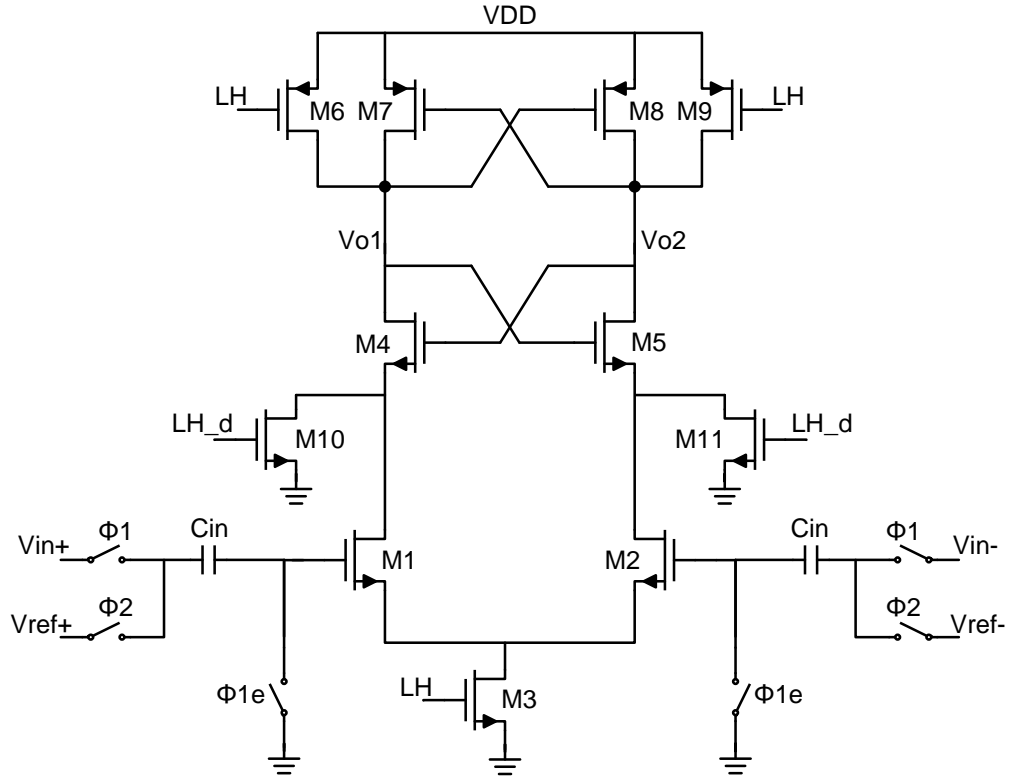 VDD
LH M6 M7 M8 M9 LH
Vo1 Vo2
M4 M5
LH_d M10 M11 LH_d
Vin+ Φ1 Cin M1 M2 Cin Φ1 Vin-
Vref+ Φ2 Φ2 Vref-
Φ1e LH M3 Φ1e